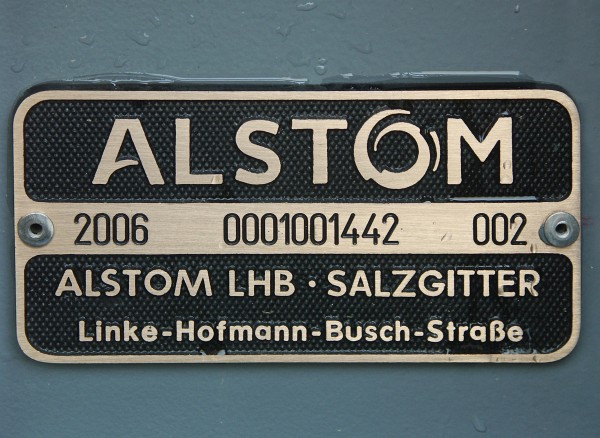 ALSTOM
2006 0001001442 002
ALSTOM LHB · SALZGITTER
Linke-Hofmann-Busch-Straße